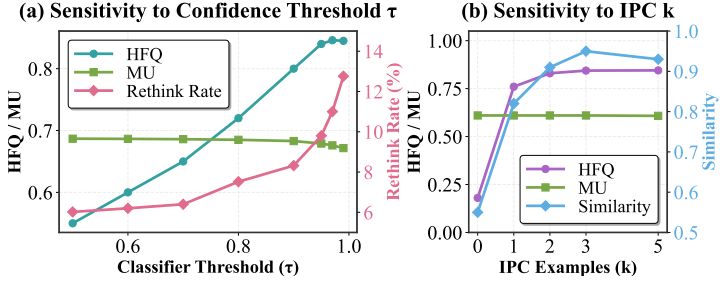 (a) Sensitivity to Confidence Threshold τ
HFQ / MU
0.8
0.7
0.6
HFQ
MU
Rethink Rate
14
12
10
8
6
Rethink Rate (%)
0.6
0.8
1.0
Classifier Threshold (τ)
(b) Sensitivity to IPC k
HFQ / MU
1.00
0.75
0.50
0.25
0.00
HFQ
MU
Similarity
1.0
0.9
0.8
0.7
0.6
0.5
Similarity
0
1
2
3
5
IPC Examples (k)